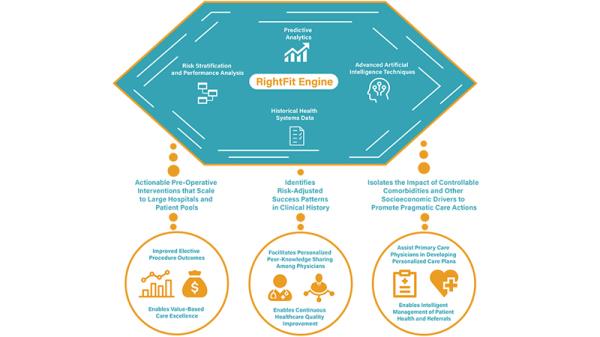 Predictive
Analytics
Risk Stratification
and Performance Analysis
RightFit Engine
Advanced Artificial
Intelligence Techniques
Historical Health
Systems Data
Actionable Pre-Operative
Interventions that Scale
to Large Hospitals and
Patient Pools
Identifies
Risk-Adjusted
Success Patterns
in Clinical History
Isolates the Impact of Controllable
Comorbidities and Other
Socioeconomic Drivers to
Promote Pragmatic Care Actions
Improved Elective
Procedure Outcomes
$
Enables Value-Based
Care Excellence
Facilitates Personalized
Peer-Knowledge Sharing
Among Physicians
Enables Continuous
Healthcare Quality
Improvement
Assist Primary Care
Physicians in Developing
Personalized Care Plans
Enables Intelligent
Management of Patient
Health and Referrals